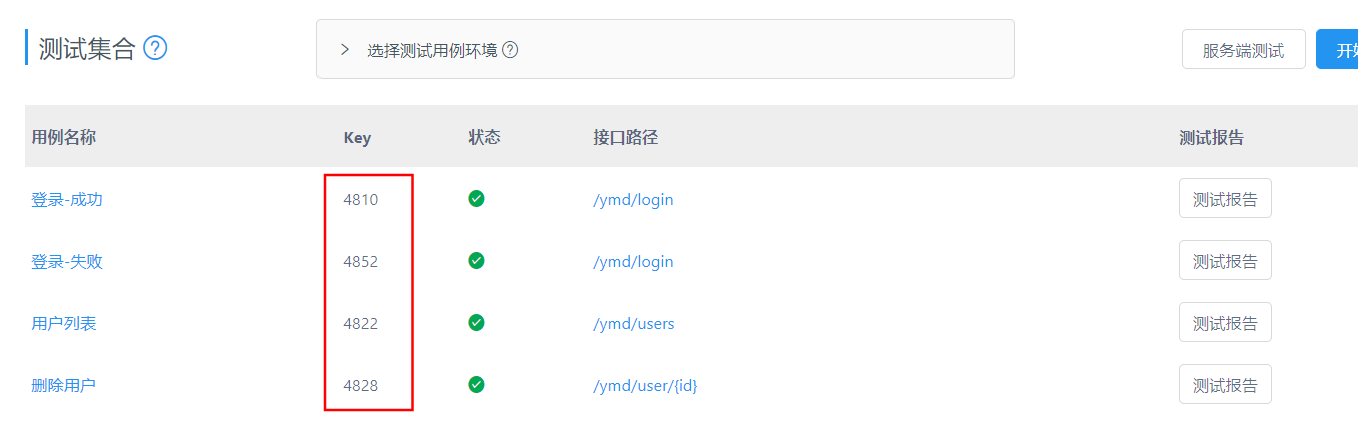 测试集合 ?
选择测试用例环境 ?
服务端测试 开
用例名称 Key 状态 接口路径 测试报告
登录-成功 4810 /ymd/login 测试报告
登录-失败 4852 /ymd/login 测试报告
用户列表 4822 /ymd/users 测试报告
删除用户 4828 /ymd/user/{id} 测试报告